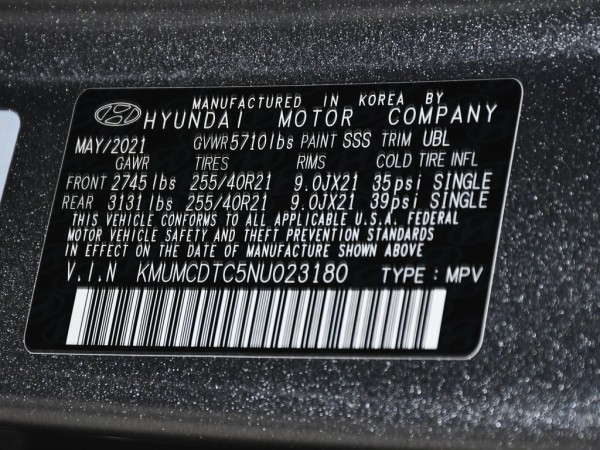 MANUFACTURED IN KOREA BY
HYUNDAI MOTOR COMPANY
MAY/2021 GVWR 5710lbs PAINT SSS TRIM UBL
GAWR TIRES RIMS COLD TIRE INFL
FRONT 2745lbs 255/40R21 9.0JX21 35psi SINGLE
REAR 3131lbs 255/40R21 9.0JX21 39psi SINGLE
THIS VEHICLE CONFORMS TO ALL APPLICABLE U.S.A. FEDERAL
MOTOR VEHICLE SAFETY AND THEFT PREVENTION STANDARDS
IN EFFECT ON THE DATE OF MANUFACTURE SHOWN ABOVE
V.I.N KMUMCDTC5NU023180 TYPE : MPV